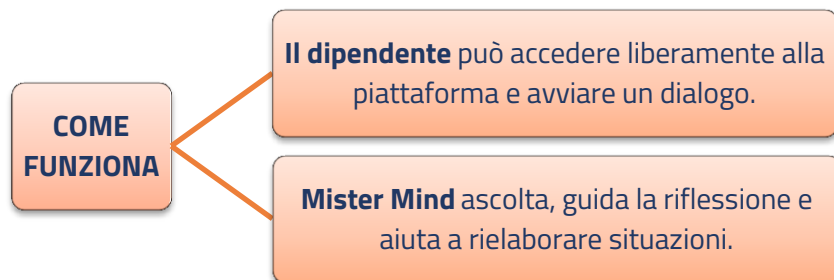 COME
FUNZIONA
Il dipendente può accedere liberamente alla
piattaforma e avviare un dialogo.
Mister Mind ascolta, guida la riflessione e
aiuta a rielaborare situazioni.